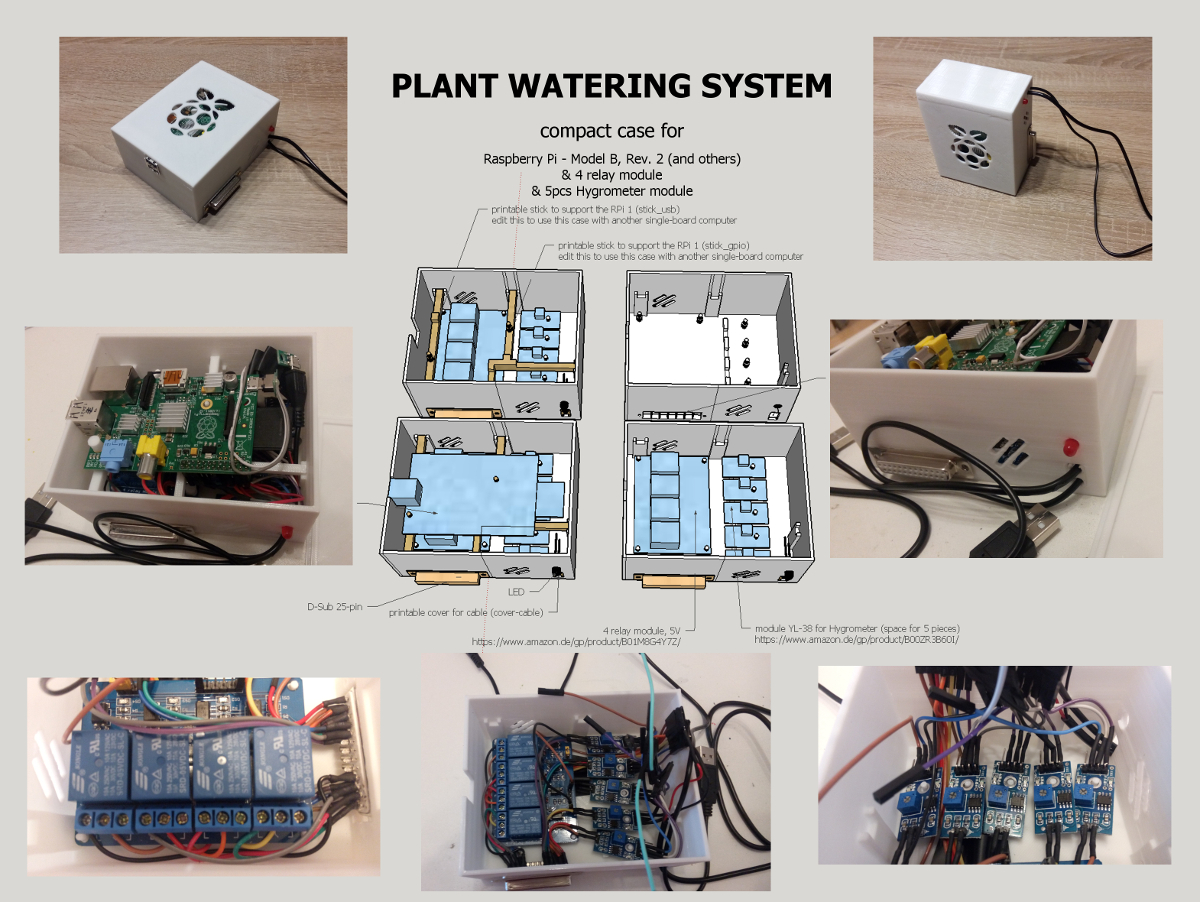 PLANT WATERING SYSTEM
compact case for
Raspberry Pi - Model B, Rev. 2 (and others)
& 4 relay module
& 5pcs Hygrometer module
printable stick to support the RPi 1 (stick_usb)
edit this to use this case with another single-board computer
printable stick to support the RPi 1 (stick_gpio)
edit this to use this case with another single-board computer
LED
D-Sub 25-pin
printable cover for cable (cover-cable)
4 relay module, 5V
https://www.amazon.de/gp/product/B01M8G4Y7Z/
module YL-38 for Hygrometer (space for 5 pieces)
https://www.amazon.de/gp/product/B00ZR3B60I/